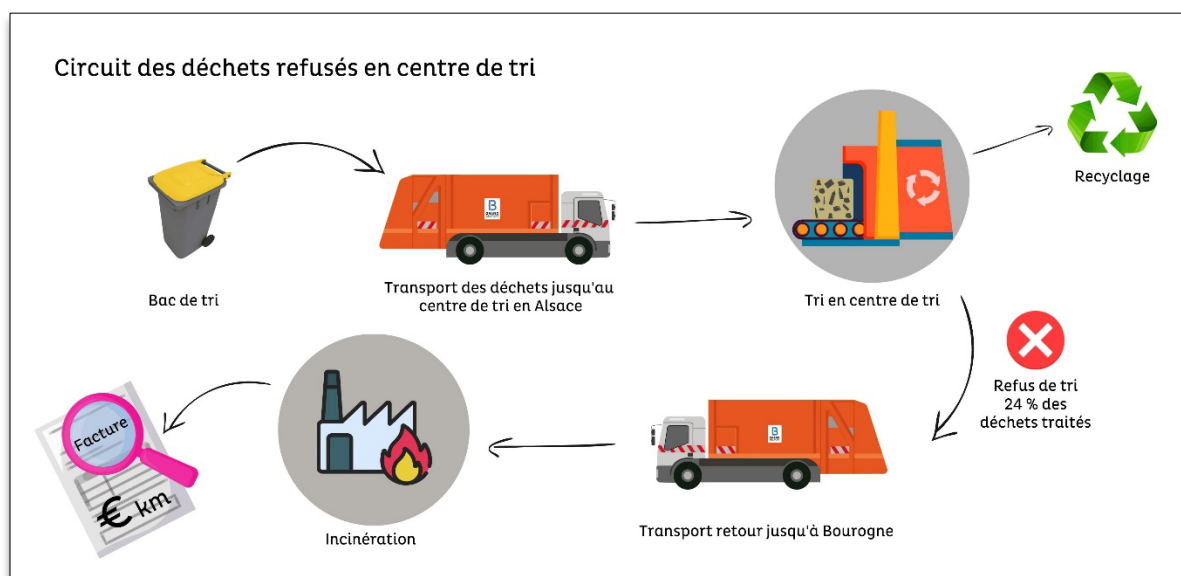 Circuit des déchets refusés en centre de tri
Bac de tri
Transport des déchets jusqu'au
centre de tri en Alsace
Tri en centre de tri
Recyclage
Refus de tri
24 % des
déchets traités
Transport retour jusqu'à Bourogne
Incinération
Facture
€ km